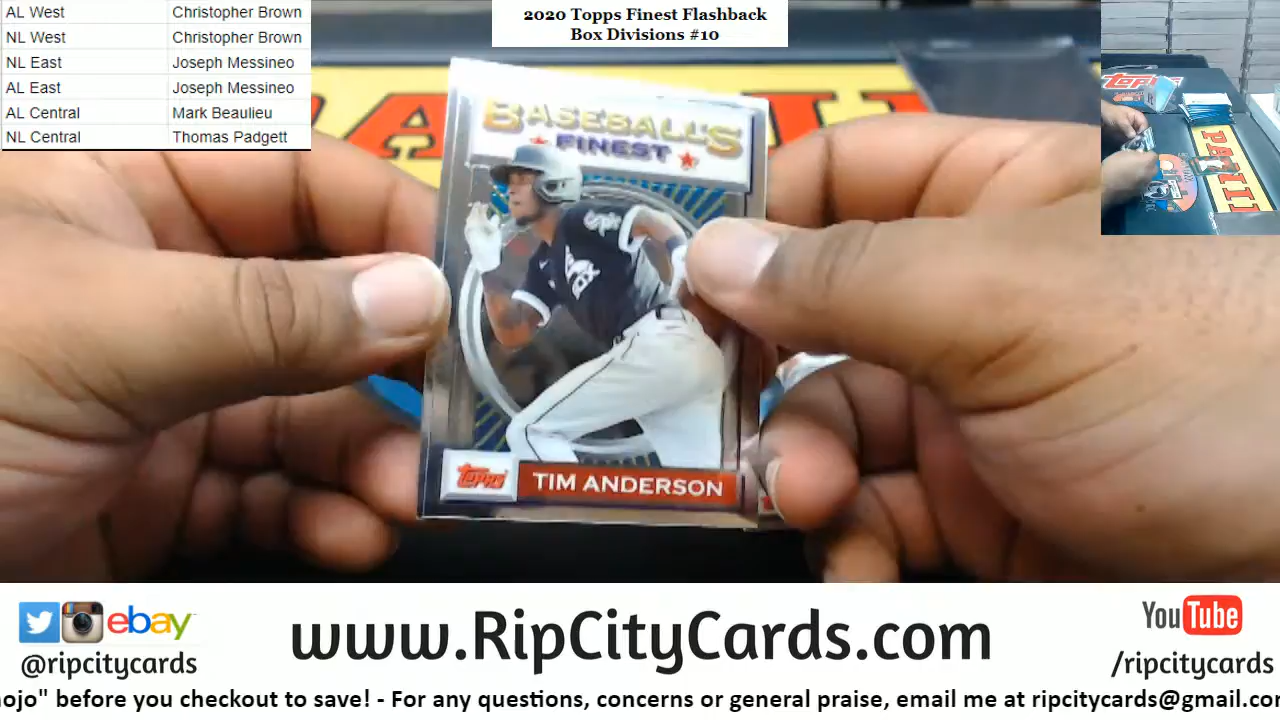 AL West Christopher Brown
NL West Christopher Brown
NL East Joseph Messineo
AL East Joseph Messineo
AL Central Mark Beaulieu
NL Central Thomas Padgett
2020 Topps Finest Flashback
Box Divisions #10
BASEBALL'S
FINEST
Sox
Topps TIM ANDERSON
Topps
PANINI
ebay
@ripcitycards
www.RipCityCards.com
YouTube
/ripcitycards
" before you checkout to save! - For any questions, concerns or general praise, email me at ripcitycards@gmail.co